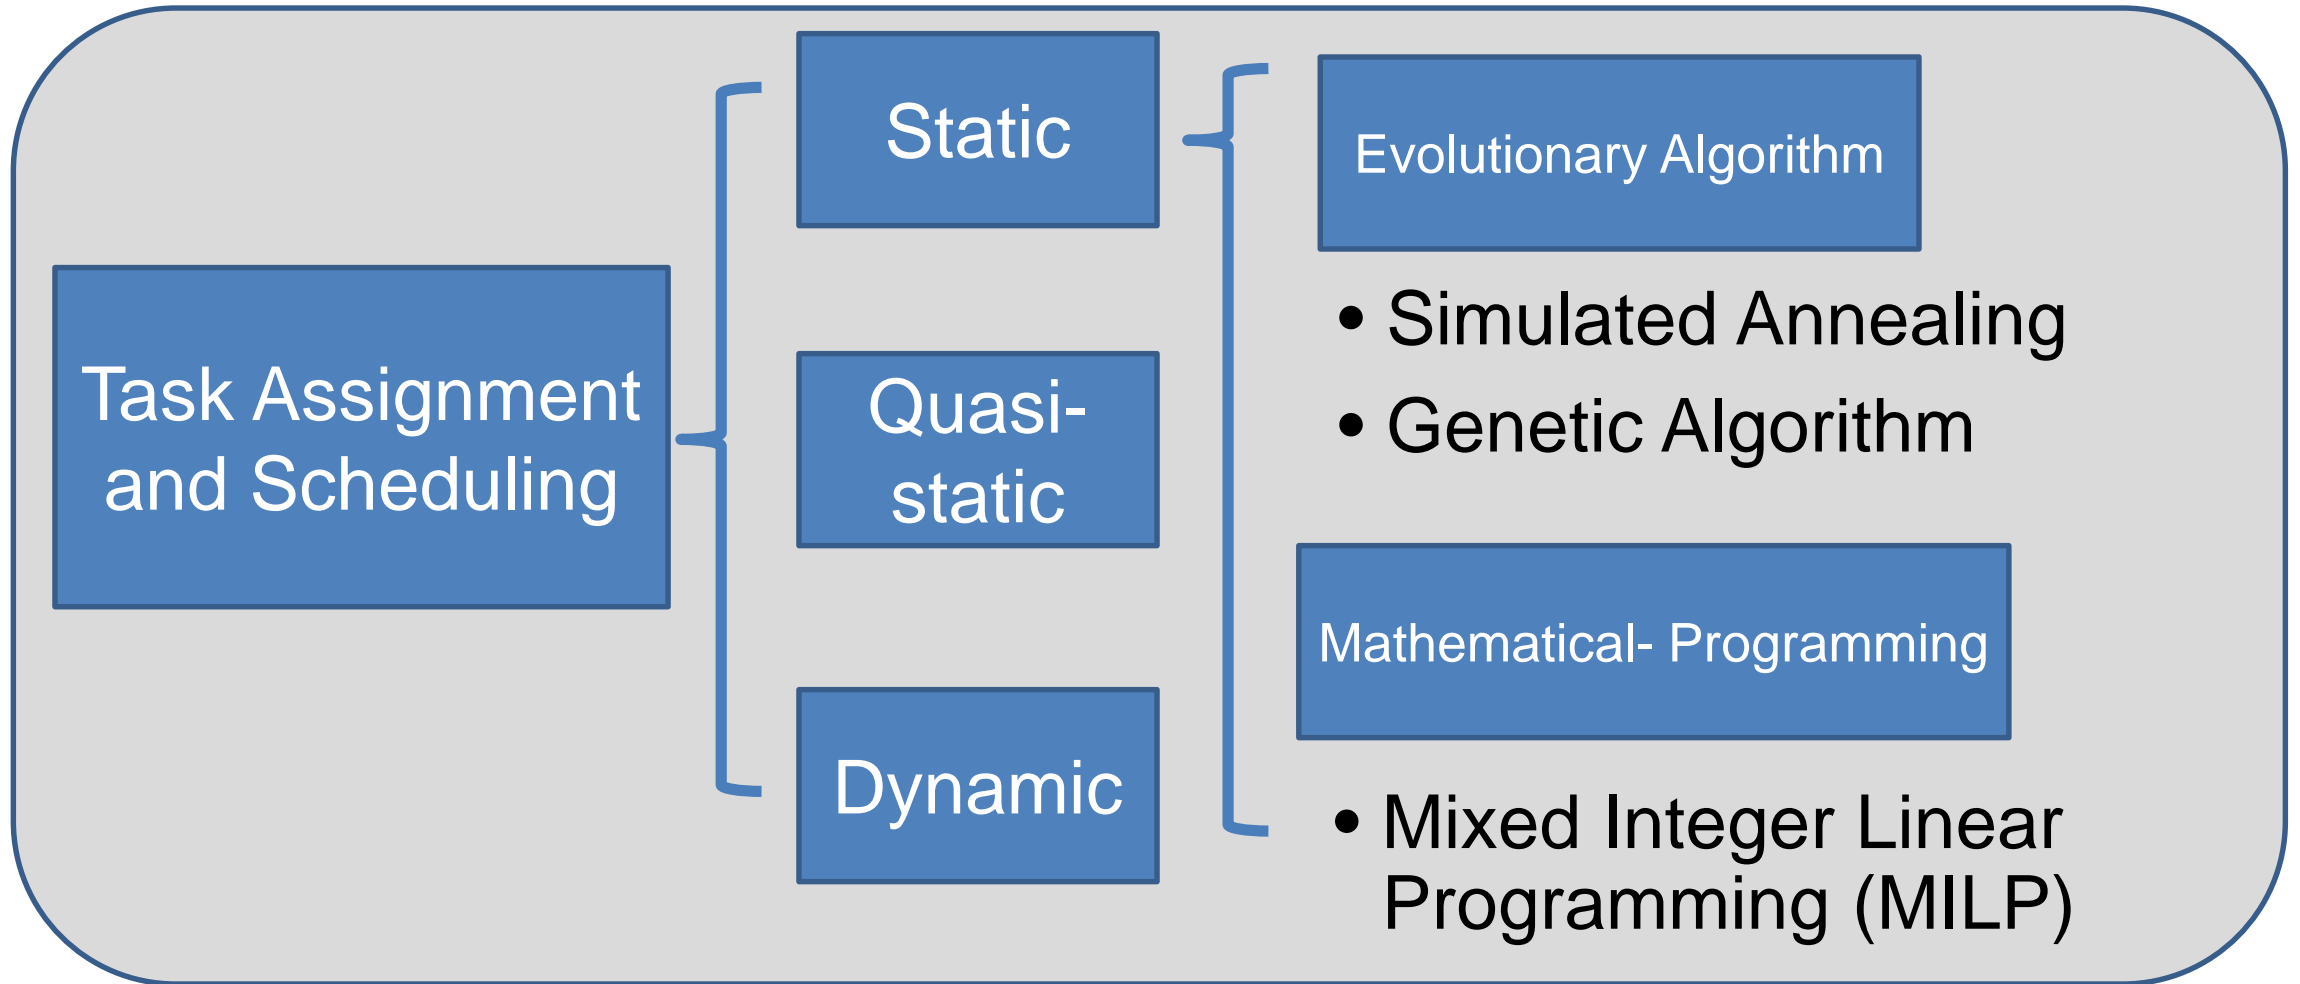 Task Assignment
and Scheduling
Static
Quasi-
static
Dynamic
Evolutionary Algorithm
• Simulated Annealing
• Genetic Algorithm
Mathematical- Programming
• Mixed Integer Linear
Programming (MILP)